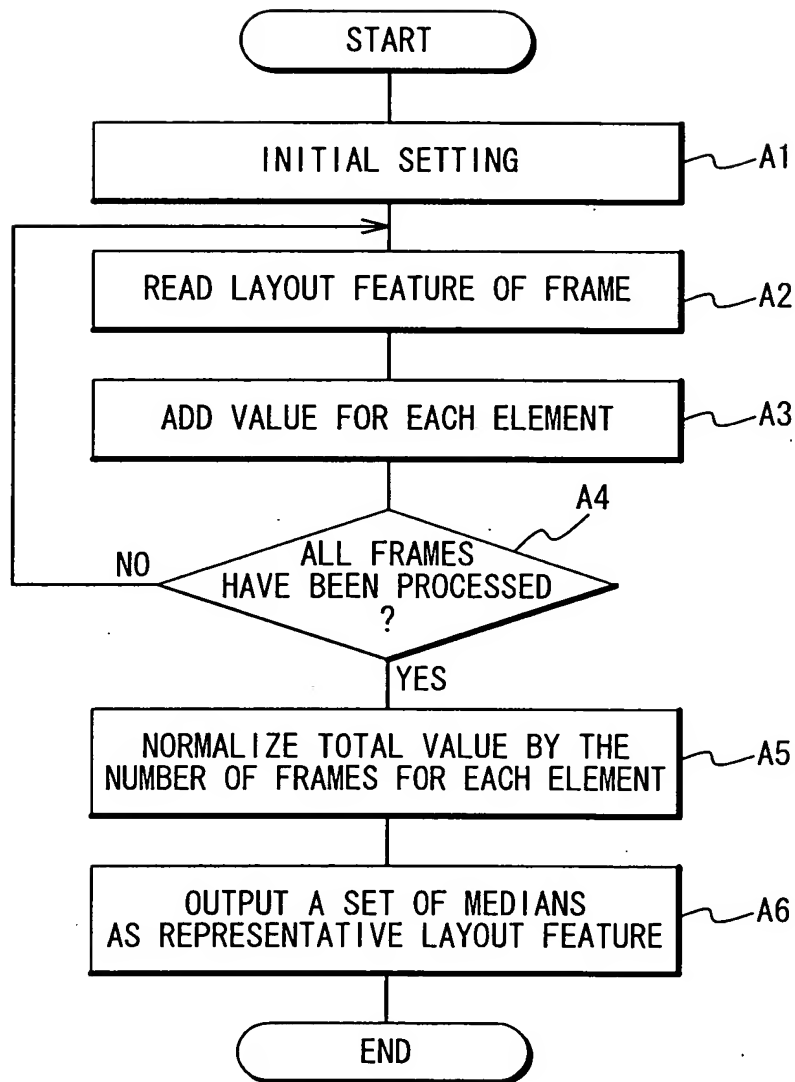 START
INITIAL SETTING
A1
READ LAYOUT FEATURE OF FRAME
A2
ADD VALUE FOR EACH ELEMENT
A3
A4
ALL FRAMES
HAVE BEEN PROCESSED
?
NO
YES
NORMALIZE TOTAL VALUE BY THE
NUMBER OF FRAMES FOR EACH ELEMENT
A5
OUTPUT A SET OF MEDIANS
AS REPRESENTATIVE LAYOUT FEATURE
A6
END